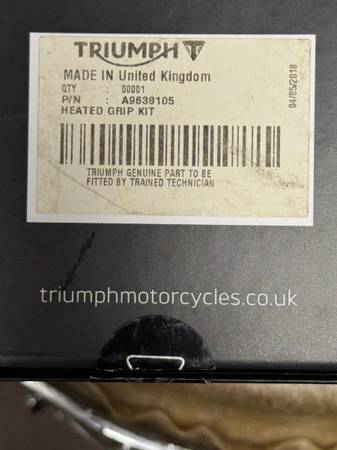 TRIUMPH
MADE IN United Kingdom
QTY : 00001
P/N : A9638105
HEATED GRIP KIT
04/05/2018
TRIUMPH GENUINE PART TO BE
FITTED BY TRAINED TECHNICIAN
triumphmotorcycles.co.uk